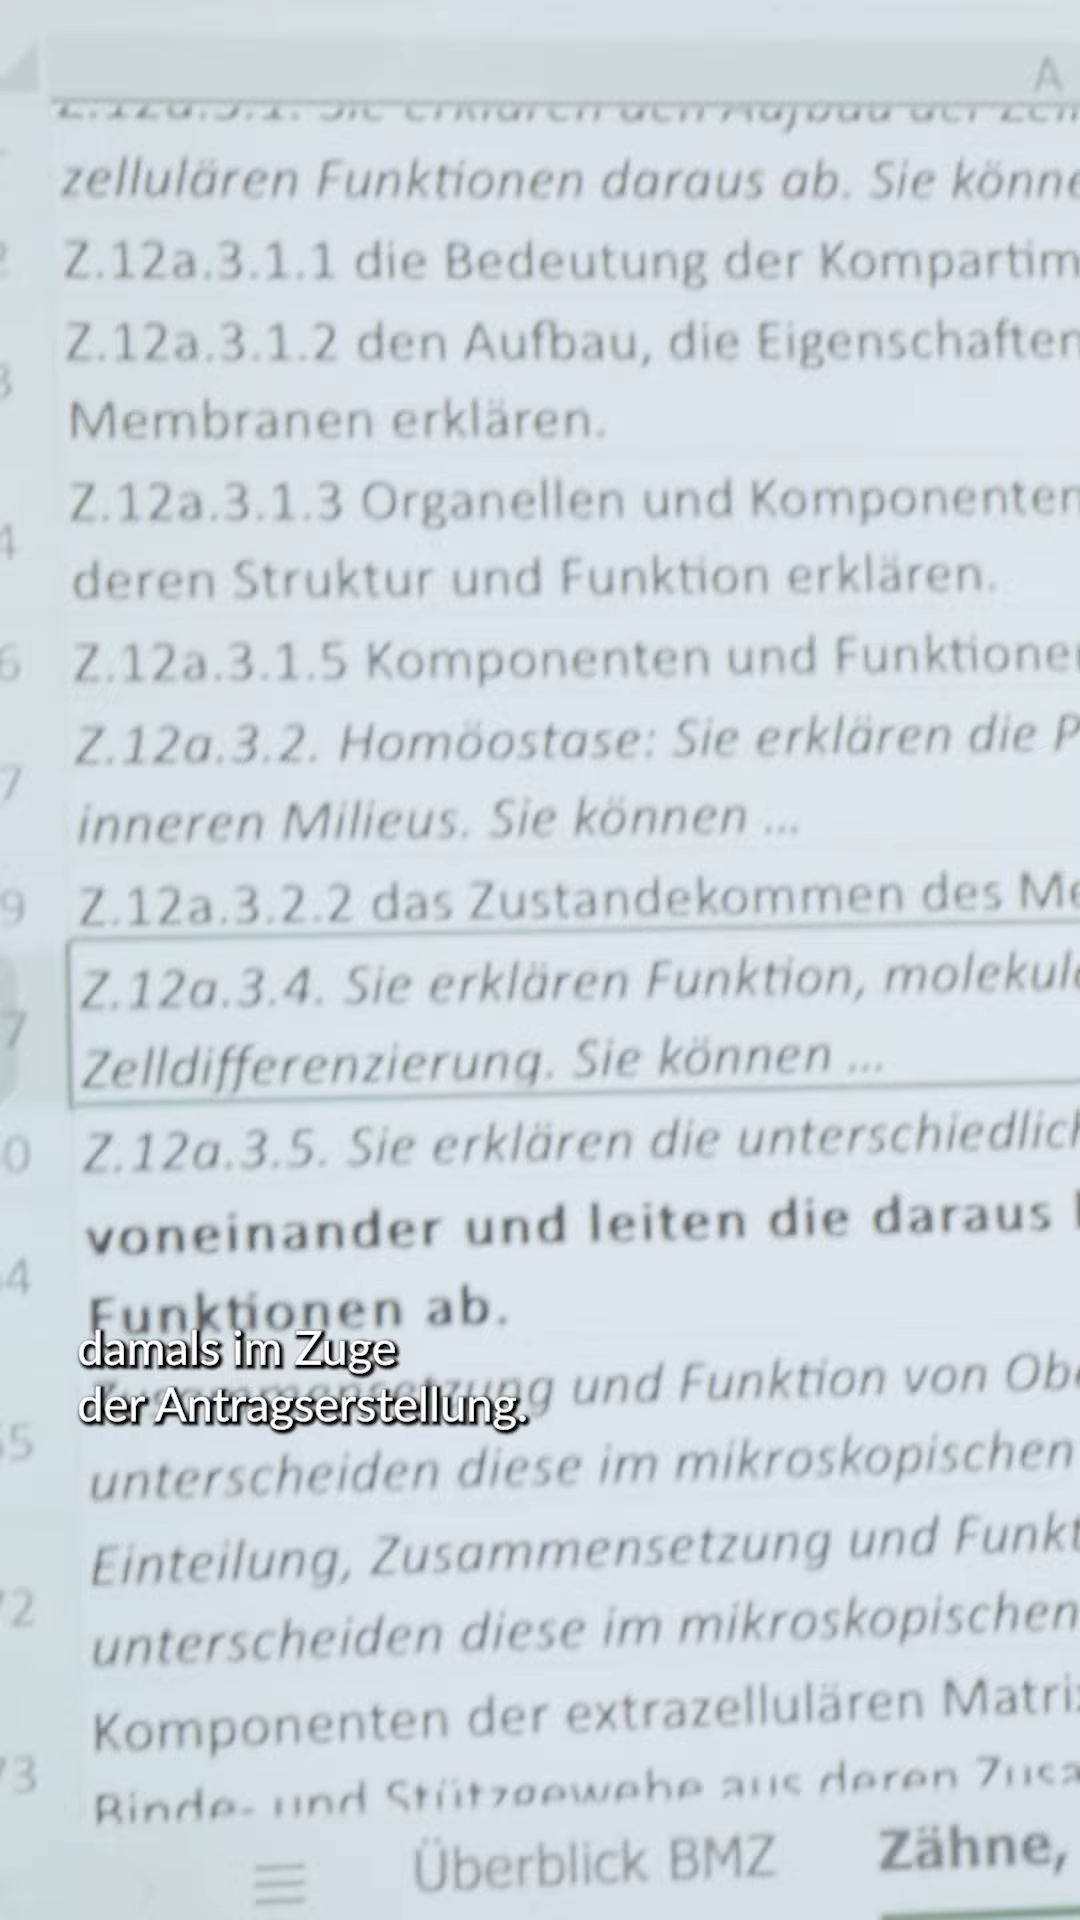 A
zellulären Funktionen daraus ab. Sie
Z.12a.3.1.1 die Bedeutung der
Z.12a.3.1.2 den Aufbau, die Eigenschaften
Membranen erklären.
Z.12a.3.1.3 Organellen und Komponenten
deren Struktur und Funktion erklären.
Z.12a.3.1.5 Komponenten und
Z.12a.3.2. Homöostase: Sie erklären die
inneren Milieus. Sie können ...
Z.12a.3.2.2 das Zustandekommen des
Z.12a.3.4. Sie erklären Funktion,
Zelldifferenzierung. Sie können ...
Z.12a.3.5. Sie erklären die
voneinander und leiten die daraus
Funktionen ab.
damals im Zuge
und Funktion von
der Antragserstellung.
unterscheiden diese im mikroskopischen
Einteilung, Zusammensetzung und
unterscheiden diese im mikroskopischen
Komponenten der extrazellulären
Binde- und Stützgewebe aus deren
Überblick BMZ
Zähne,